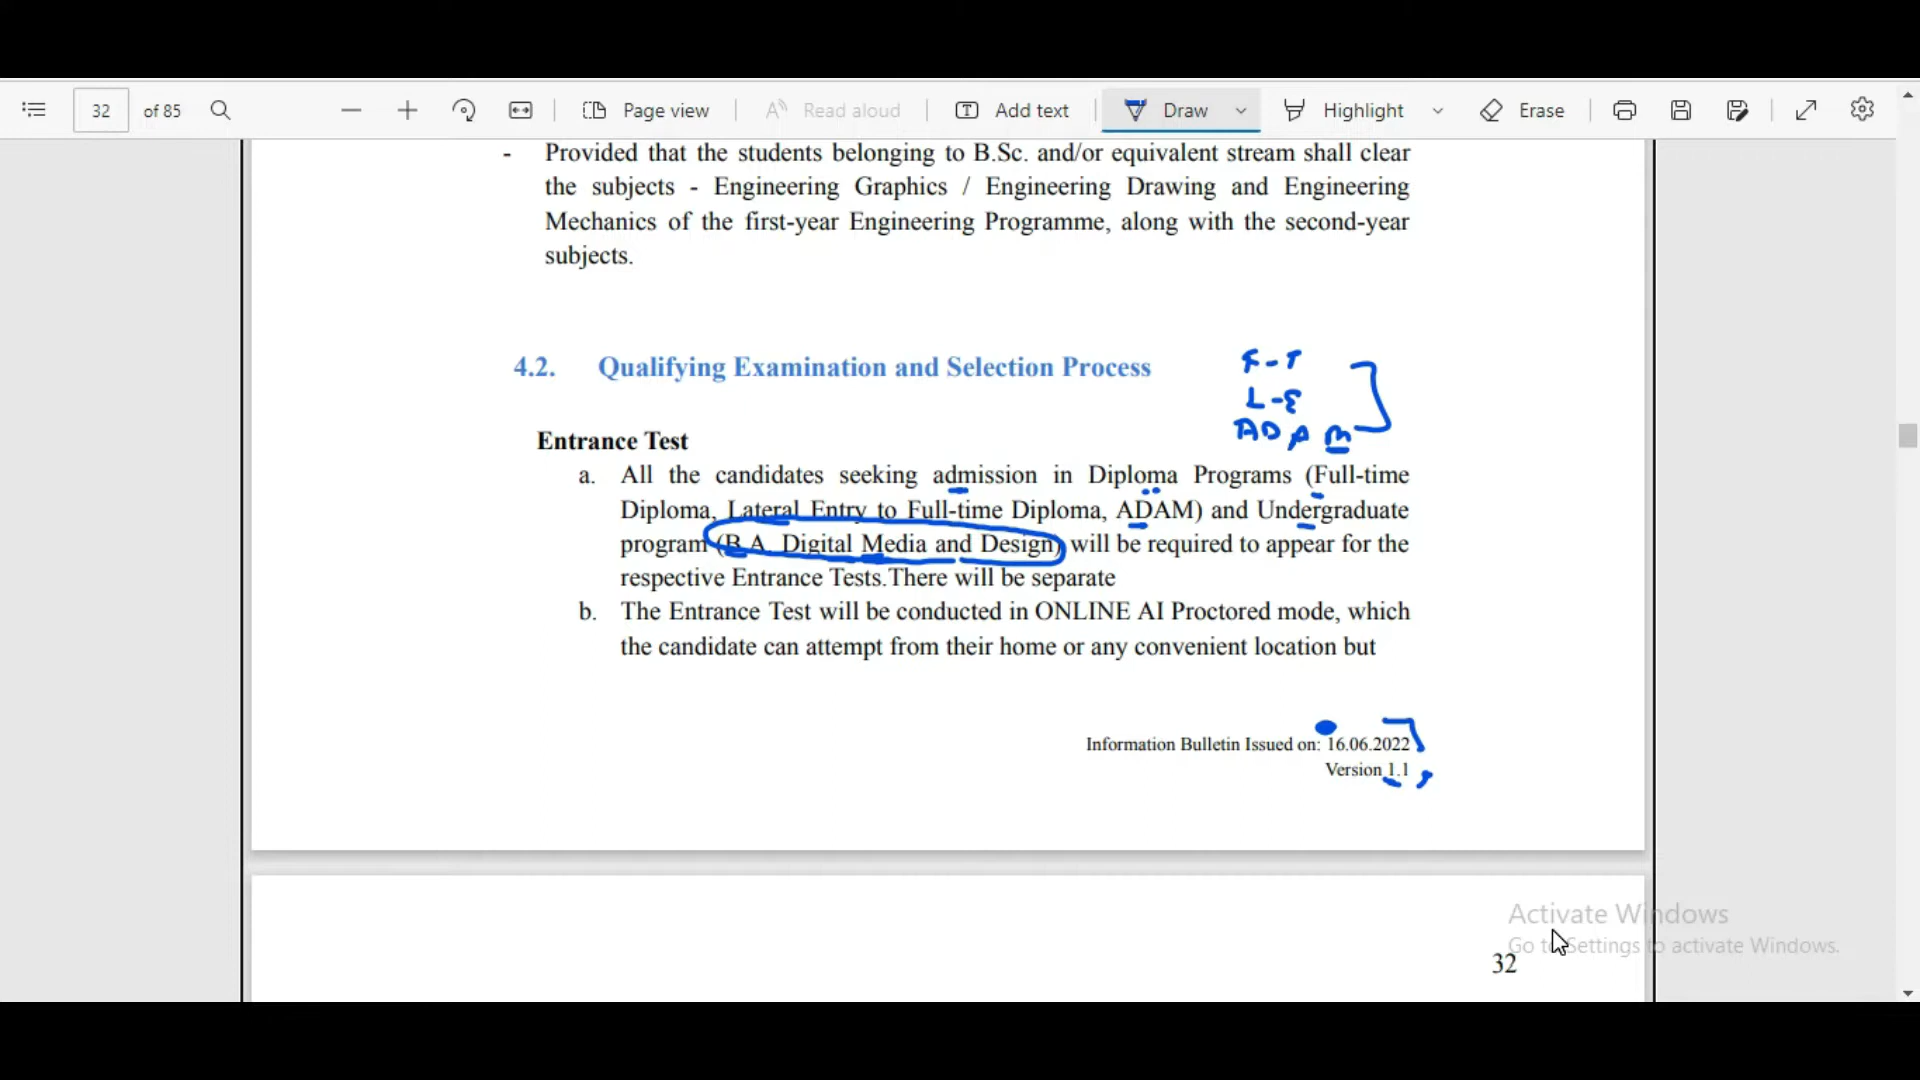 32 of 85 Page view Read aloud Add text Draw Highlight Erase
- Provided that the students belonging to B.Sc. and/or equivalent stream shall clear
the subjects - Engineering Graphics / Engineering Drawing and Engineering
Mechanics of the first-year Engineering Programme, along with the second-year
subjects.
4.2. Qualifying Examination and Selection Process
F-T
L-E
ADAM
Entrance Test
a. All the candidates seeking admission in Diploma Programs (Full-time
Diploma, Lateral Entry to Full-time Diploma, ADAM) and Undergraduate
program (B.A. Digital Media and Design) will be required to appear for the
respective Entrance Tests.There will be separate
b. The Entrance Test will be conducted in ONLINE AI Proctored mode, which
the candidate can attempt from their home or any convenient location but
Information Bulletin Issued on: 16.06.2022
Version 1.1
Activate Windows
Go to Settings to activate Windows.
32